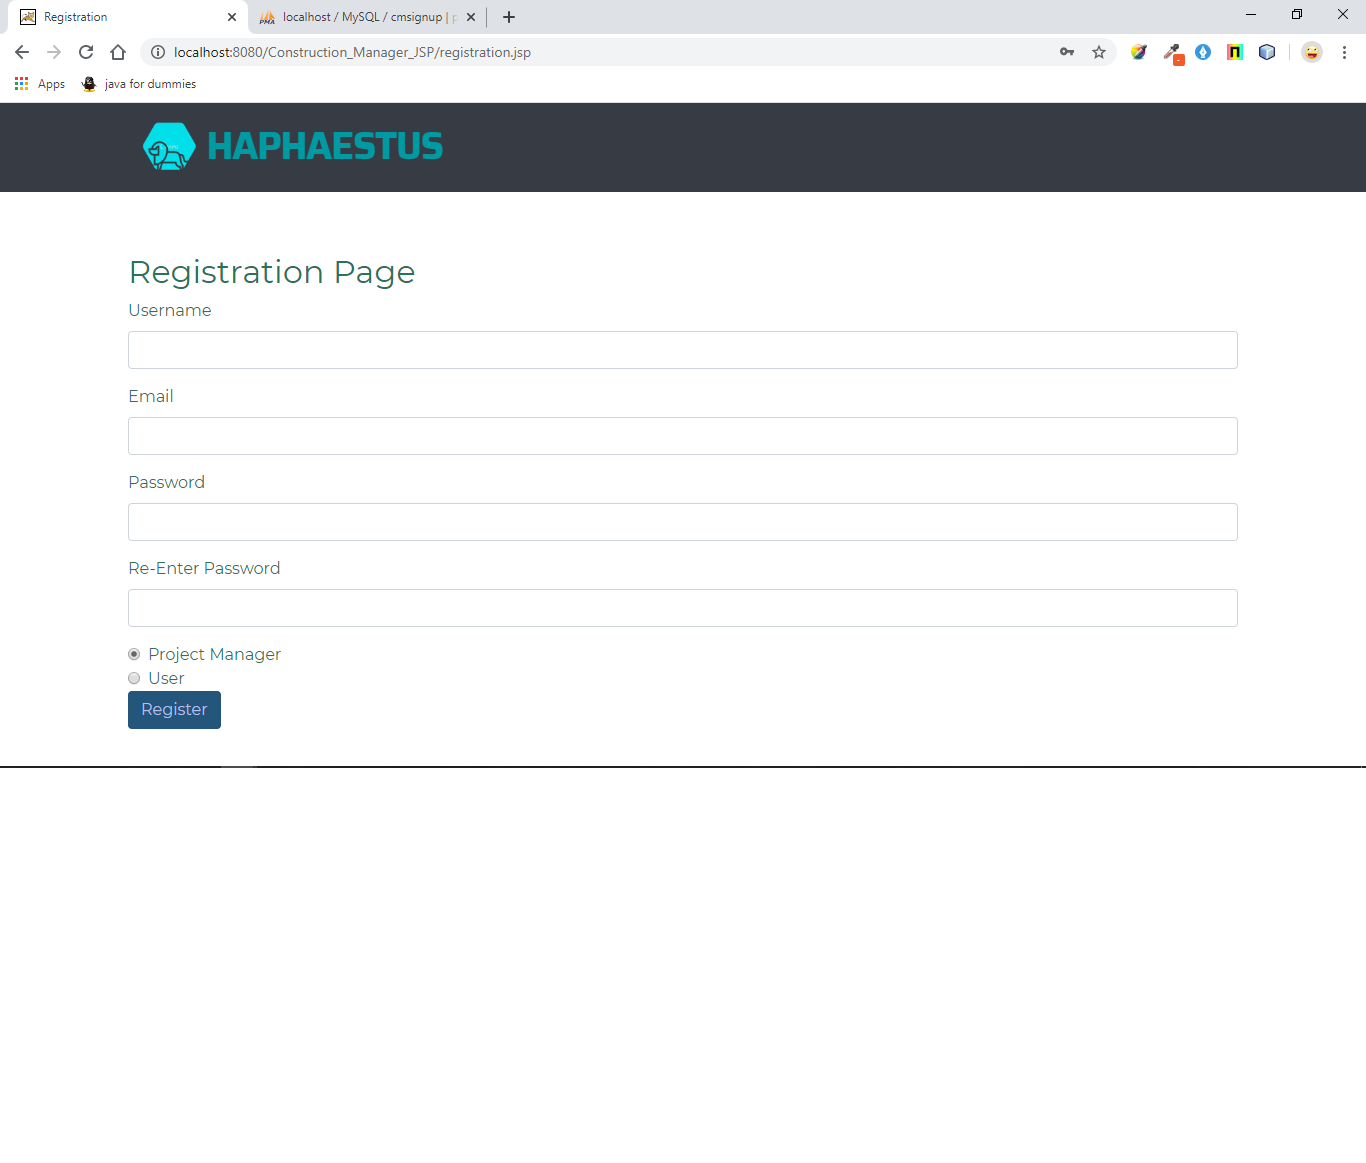 Registration
localhost / MySQL / cmsignup |
localhost:8080/Construction_Manager_JSP/registration.jsp
Apps
java for dummies
HAPHAESTUS
Registration Page
Username
Email
Password
Re-Enter Password
Project Manager
User
Register